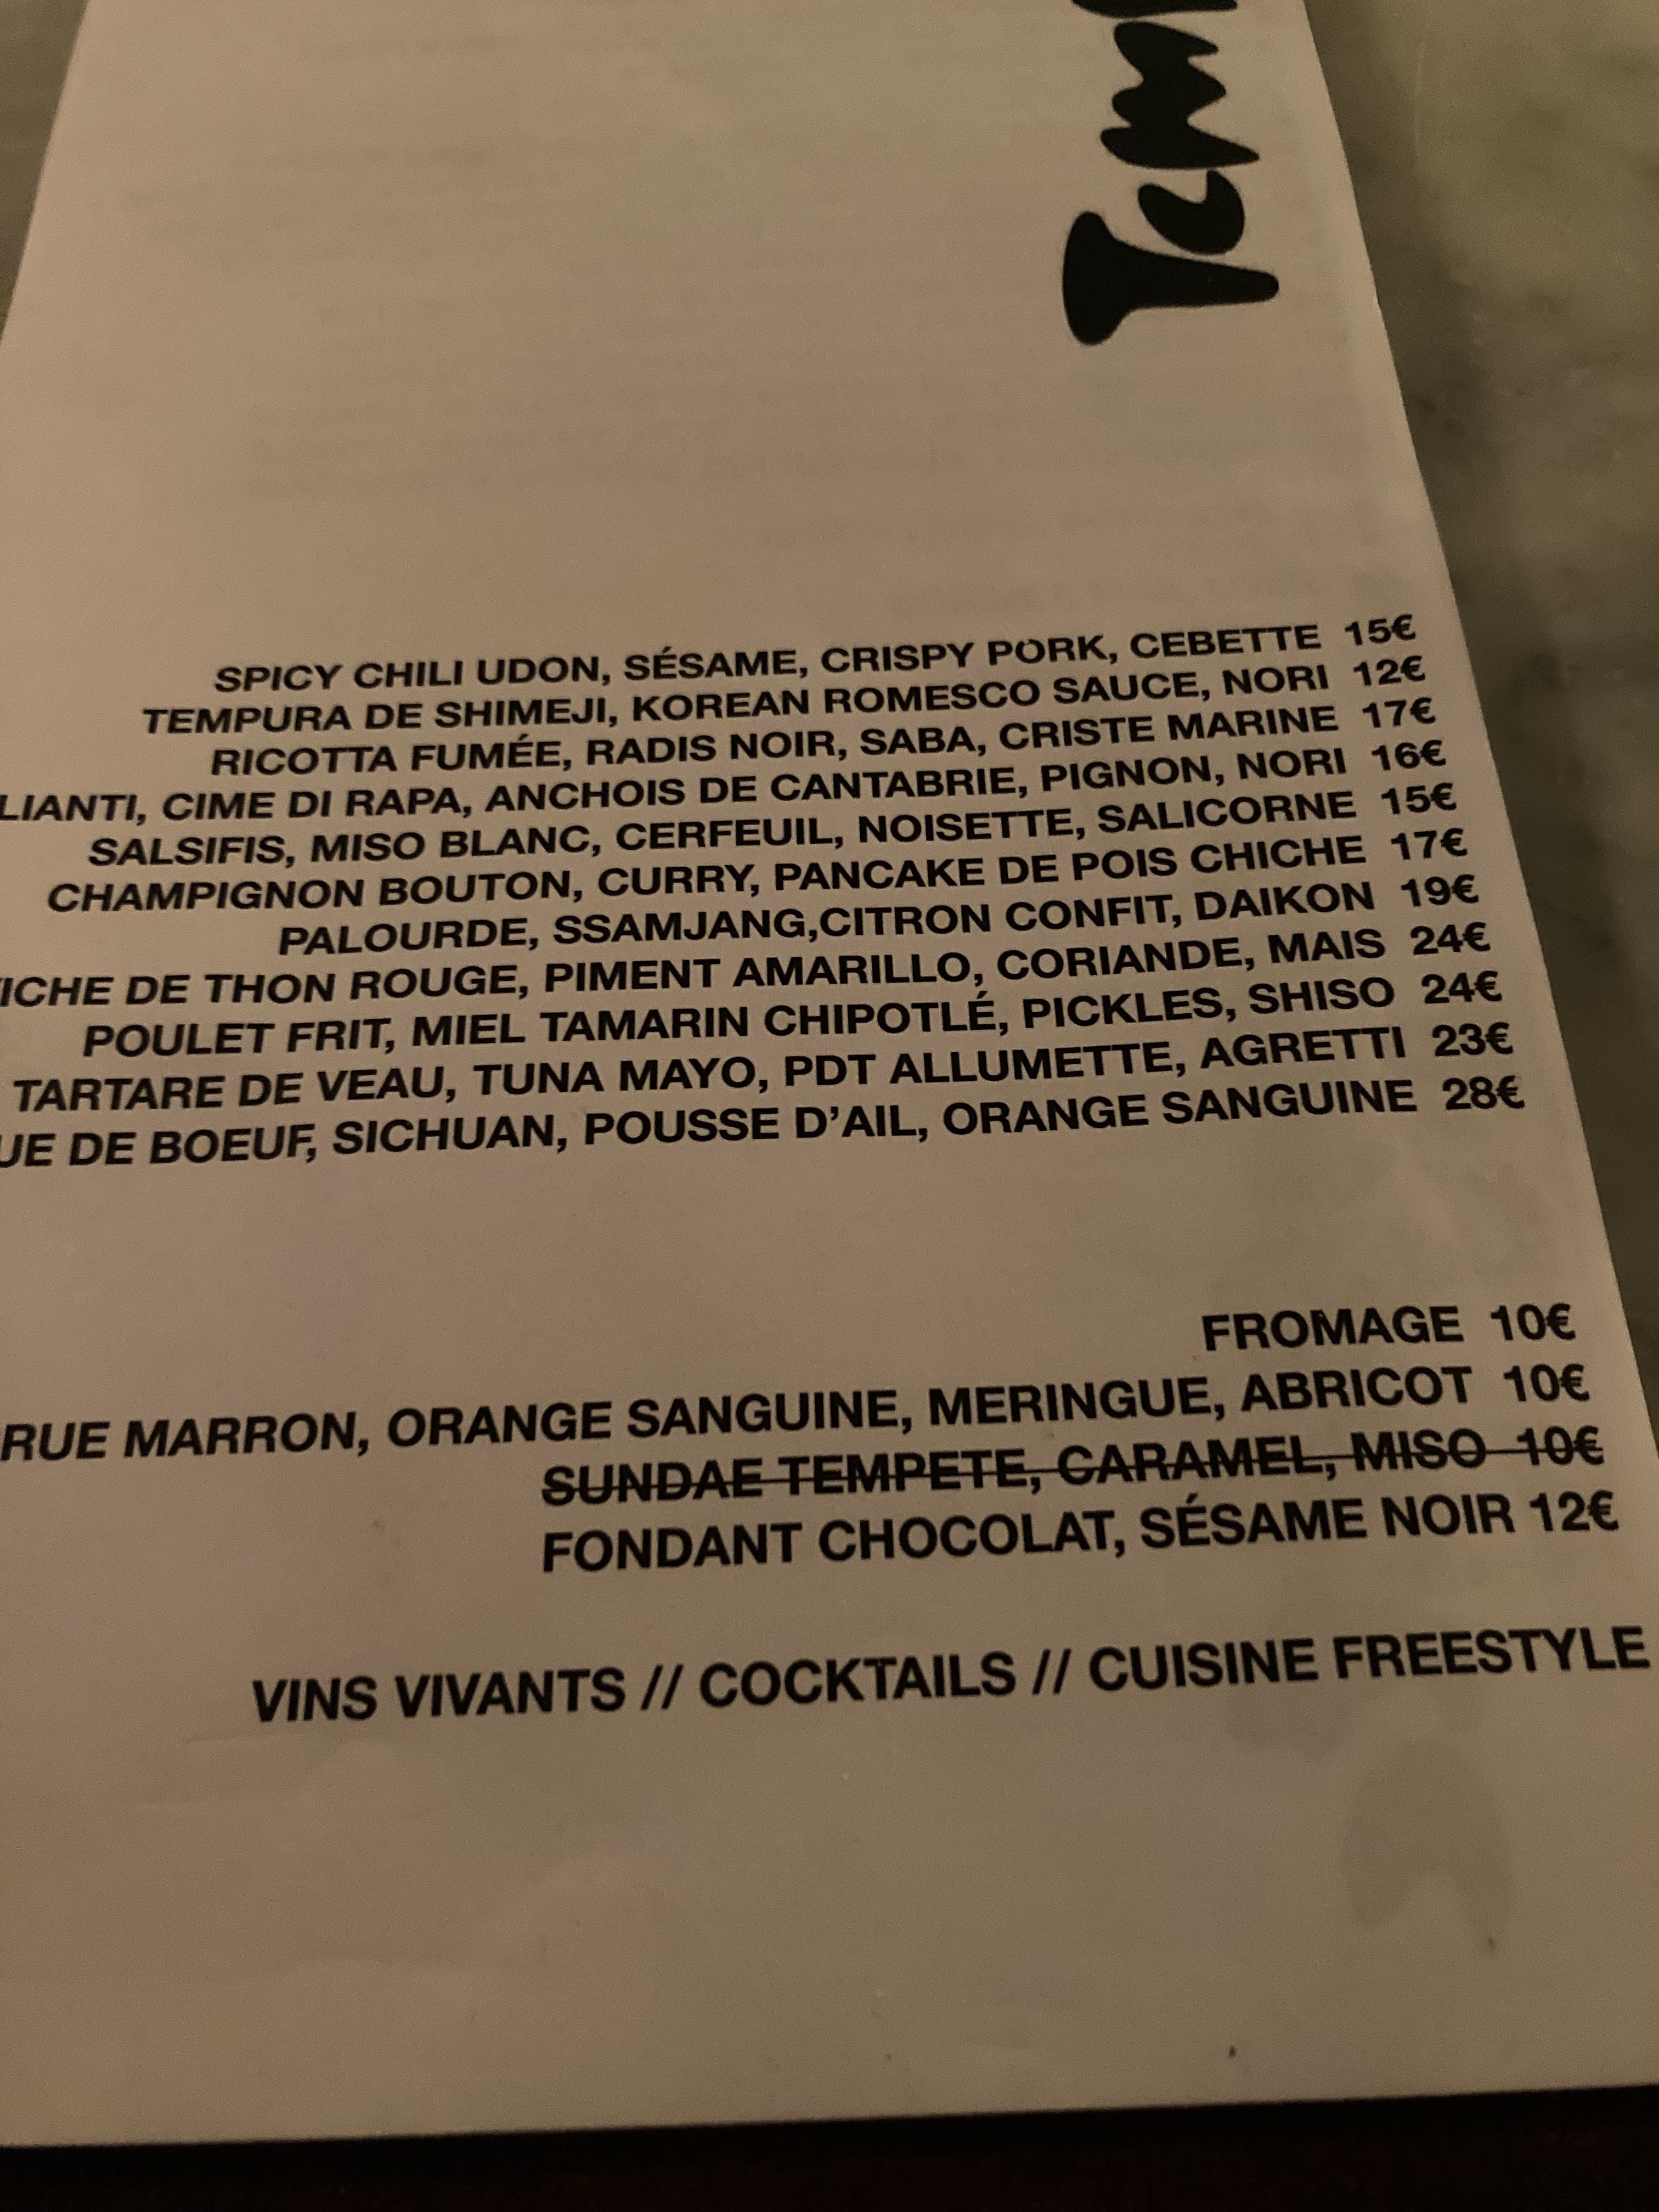 Tem
SPICY CHILI UDON, SÉSAME, CRISPY PORK, CEBETTE 15€
TEMPURA DE SHIMEJI, KOREAN ROMESCO SAUCE, NORI 12€
RICOTTA FUMÉE, RADIS NOIR, SABA, CRISTE MARINE 17€
LIANTI, CIME DI RAPA, ANCHOIS DE CANTABRIE, PIGNON, NORI 16€
SALSIFIS, MISO BLANC, CERFEUIL, NOISETTE, SALICORNE 15€
CHAMPIGNON BOUTON, CURRY, PANCAKE DE POIS CHICHE 17€
PALOURDE, SSAMJANG,CITRON CONFIT, DAIKON 19€
ICHE DE THON ROUGE, PIMENT AMARILLO, CORIANDE, MAIS 24€
POULET FRIT, MIEL TAMARIN CHIPOTLÉ, PICKLES, SHISO 24€
TARTARE DE VEAU, TUNA MAYO, PDT ALLUMETTE, AGRETTI 23€
UE DE BOEUF, SICHUAN, POUSSE D'AIL, ORANGE SANGUINE 28€
FROMAGE 10€
RUE MARRON, ORANGE SANGUINE, MERINGUE, ABRICOT 10€
SUNDAE TEMPETE, CARAMEL, MISO 10€
FONDANT CHOCOLAT, SÉSAME NOIR 12€
VINS VIVANTS // COCKTAILS // CUISINE FREESTYLE